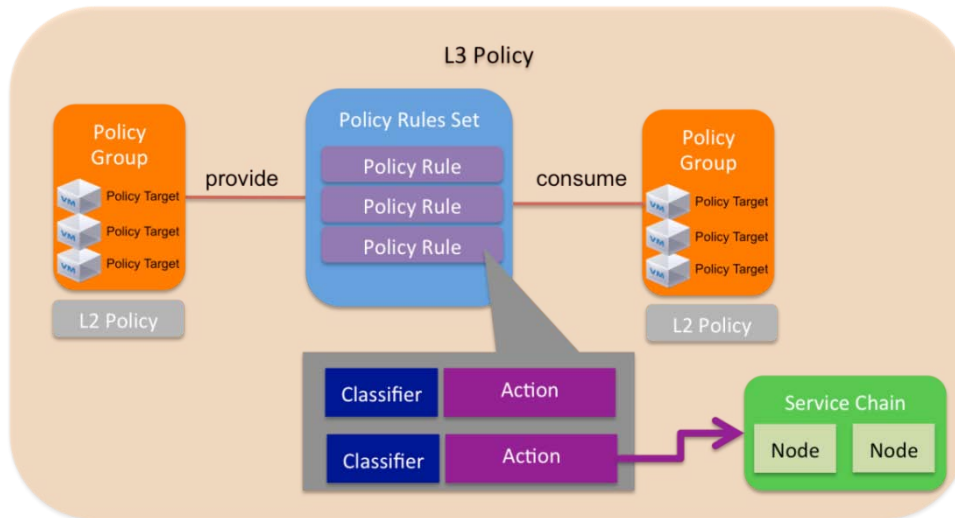 L3 Policy
Policy
Group
VM
Policy Target
VM
Policy Target
VM
Policy Target
L2 Policy
provide
Policy Rules Set
Policy Rule
Policy Rule
Policy Rule
consume
Policy
Group
VM
Policy Target
VM
Policy Target
VM
Policy Target
L2 Policy
Classifier
Action
Classifier
Action
Service Chain
Node
Node